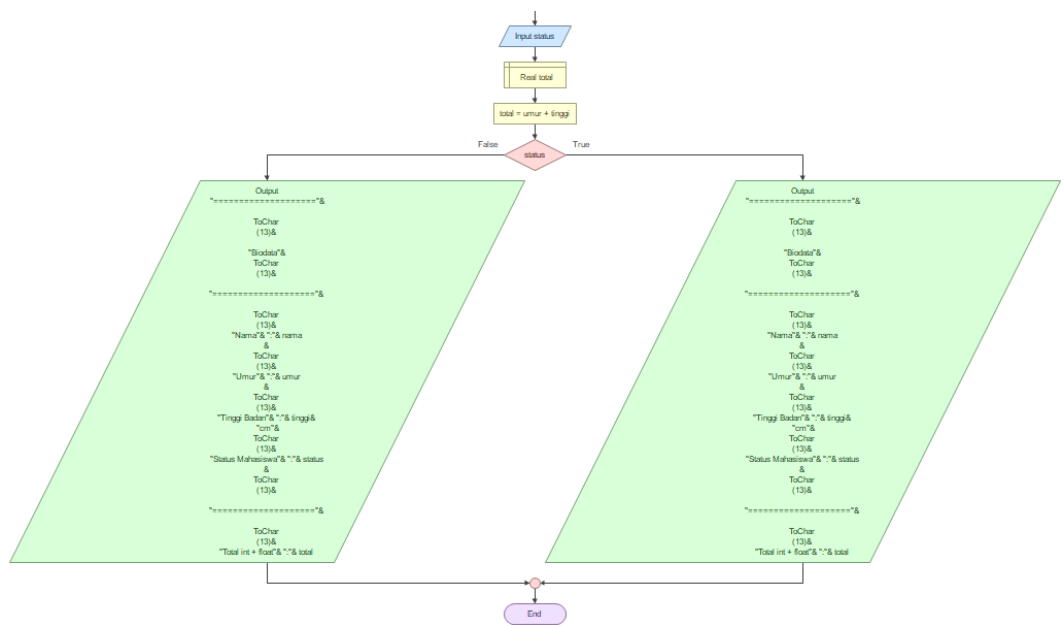 Input status
Real total
total = umur + tinggi
False
status
True
Output
"===================="&
ToChar
(13)&
"Biodata"&
ToChar
(13)&
"===================="&
ToChar
(13)&
"Nama"& ":"& nama
&
ToChar
(13)&
"Umur"& ":"& umur
&
ToChar
(13)&
"Tinggi Badan"& ":"& tinggi&
"cm"&
ToChar
(13)&
"Status Mahasiswa"& ":"& status
&
ToChar
(13)&
"===================="&
ToChar
(13)&
"Total int + float"& ":"& total
Output
"===================="&
ToChar
(13)&
"Biodata"&
ToChar
(13)&
"===================="&
ToChar
(13)&
"Nama"& ":"& nama
&
ToChar
(13)&
"Umur"& ":"& umur
&
ToChar
(13)&
"Tinggi Badan"& ":"& tinggi&
"cm"&
ToChar
(13)&
"Status Mahasiswa"& ":"& status
&
ToChar
(13)&
"===================="&
ToChar
(13)&
"Total int + float"& ":"& total
End